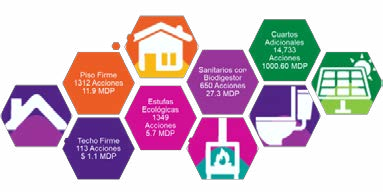 Piso Firme
1312 Acciones
11.9 MDP
Techo Firme
113 Acciones
$ 1.1 MDP
Estufas
Ecológicas
1349
Acciones
5.7 MDP
Sanitarios con
Biodigestor
650 Acciones
27.3 MDP
Cuartos
Adicionales
14,733
Acciones
1000.60 MDP